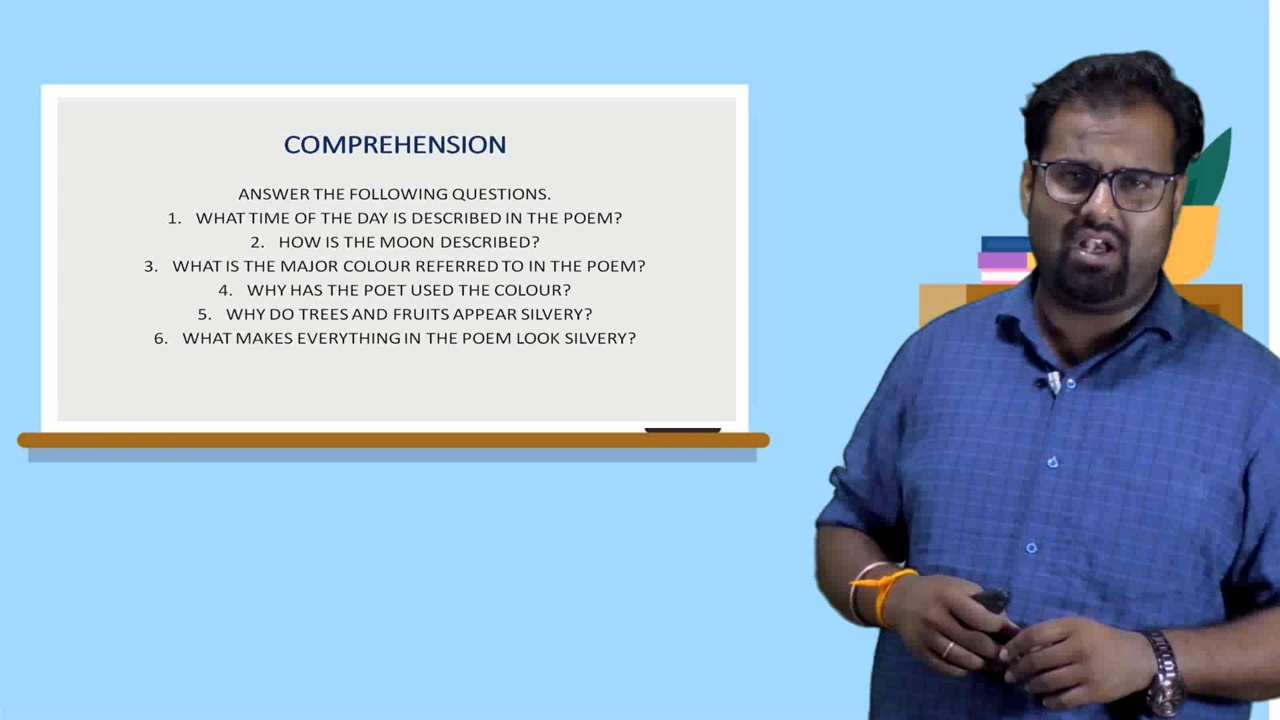 COMPREHENSION
ANSWER THE FOLLOWING QUESTIONS.
1. WHAT TIME OF THE DAY IS DESCRIBED IN THE POEM?
2. HOW IS THE MOON DESCRIBED?
3. WHAT IS THE MAJOR COLOUR REFERRED TO IN THE POEM?
4. WHY HAS THE POET USED THE COLOUR?
5. WHY DO TREES AND FRUITS APPEAR SILVERY?
6. WHAT MAKES EVERYTHING IN THE POEM LOOK SILVERY?